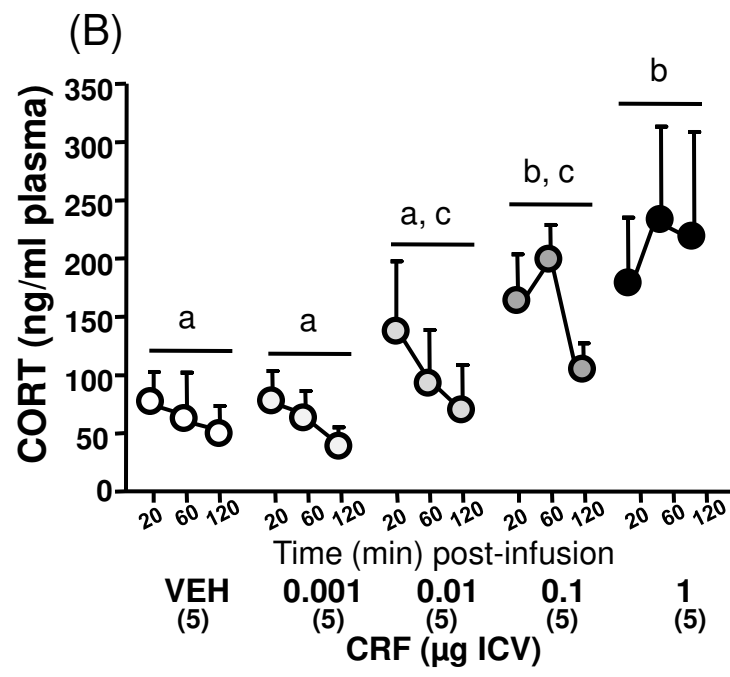 (B)
CORT (ng/ml plasma)
350
300
250
200
150
100
50
0
a
a
a, c
b, c
b
20 60 120 20 60 120 20 60 120 20 60 120 20 60 120
Time (min) post-infusion
VEH 0.001 0.01 0.1 1
(5) (5) (5) (5) (5)
CRF (µg ICV)